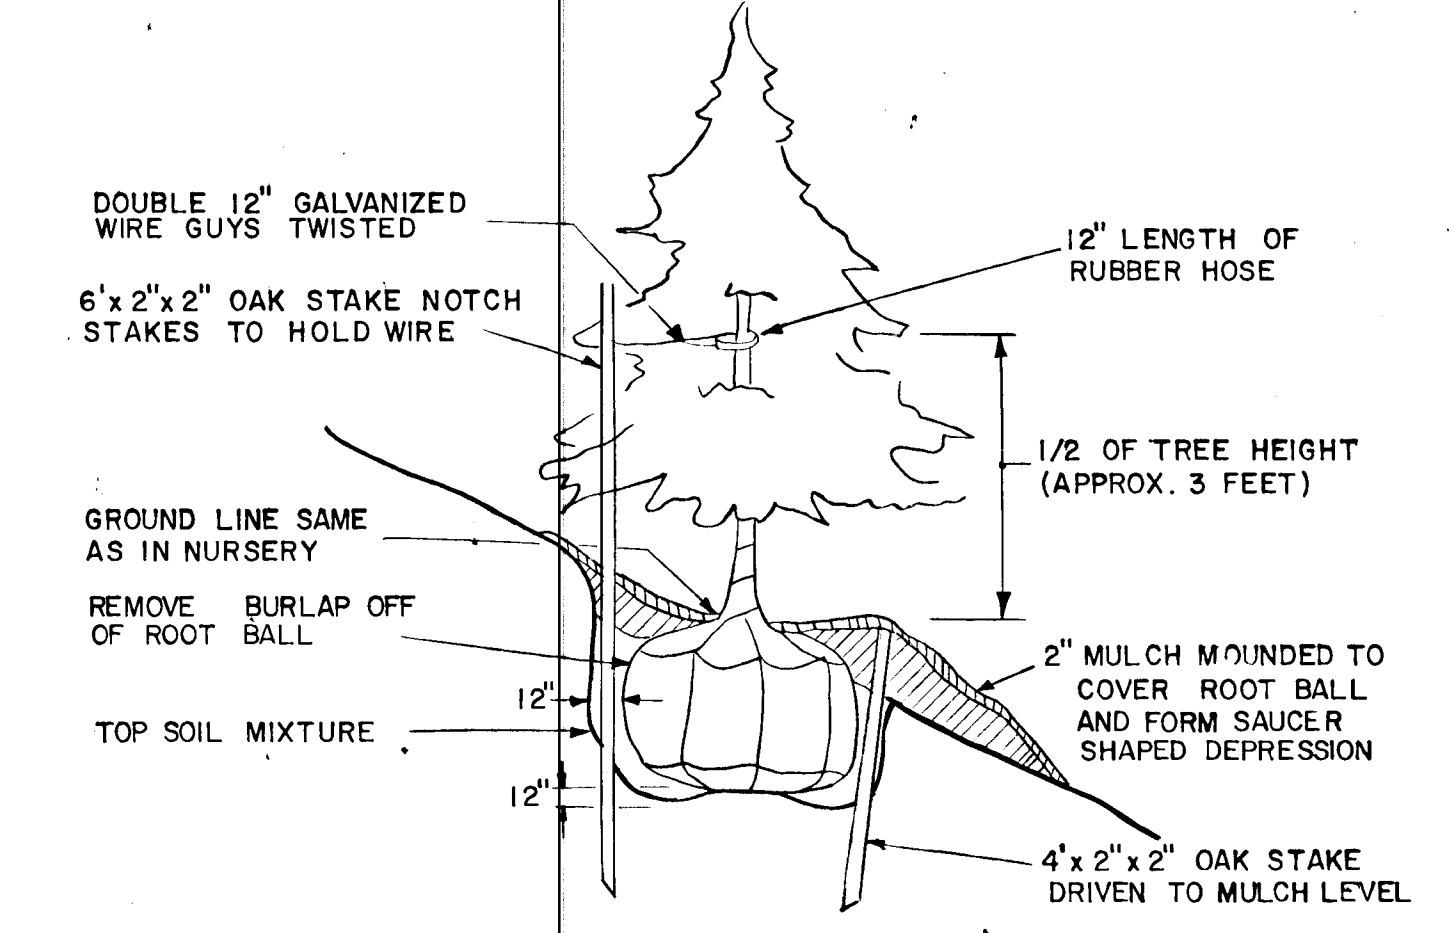 DOUBLE 12" GALVANIZED
WIRE GUYS TWISTED
6'x 2"x 2" OAK STAKE NOTCH
STAKES TO HOLD WIRE
GROUND LINE SAME
AS IN NURSERY
REMOVE BURLAP OFF
OF ROOT BALL
12"
TOP SOIL MIXTURE
12"
12" LENGTH OF
RUBBER HOSE
1/2 OF TREE HEIGHT
(APPROX. 3 FEET)
2" MULCH MOUNDED TO
COVER ROOT BALL
AND FORM SAUCER
SHAPED DEPRESSION
4'x 2"x 2" OAK STAKE
DRIVEN TO MULCH LEVEL